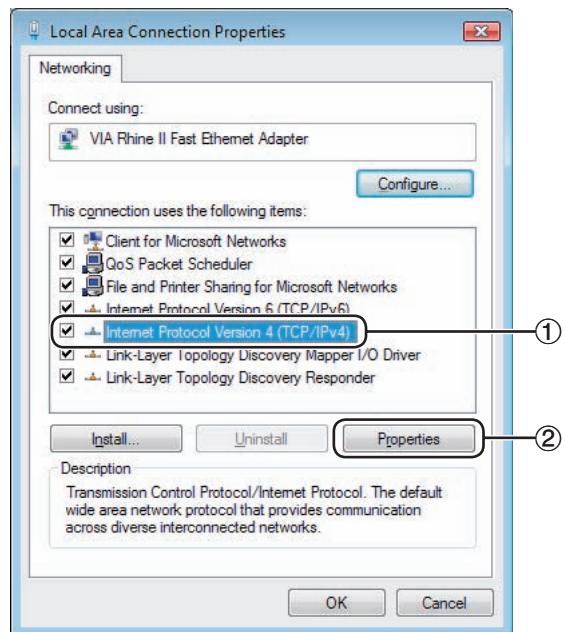 Local Area Connection Properties
Networking
Connect using:
VIA Rhine II Fast Ethernet Adapter
Configure...
This connection uses the following items:
Client for Microsoft Networks
QoS Packet Scheduler
File and Printer Sharing for Microsoft Networks
Internet Protocol Version 6 (TCP/IPv6)
Internet Protocol Version 4 (TCP/IPv4)
①
Link-Layer Topology Discovery Mapper I/O Driver
Link-Layer Topology Discovery Responder
Install...
Uninstall
Properties
②
Description
Transmission Control Protocol/Internet Protocol. The default
wide area network protocol that provides communication
across diverse interconnected networks.
OK
Cancel